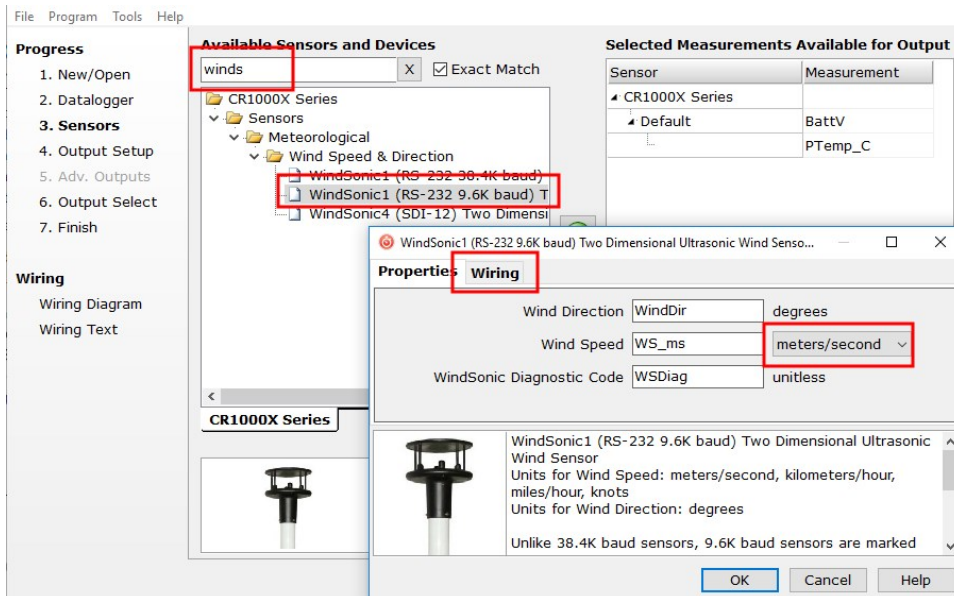 File Program Tools Help
Progress
1. New/Open
2. Datalogger
3. Sensors
4. Output Setup
5. Adv. Outputs
6. Output Select
7. Finish
Wiring
Wiring Diagram
Wiring Text
Available Sensors and Devices
winds X Exact Match
CR1000X Series
Sensors
Meteorological
Wind Speed & Direction
WindSonic1 (RS-232 38.4K baud)
WindSonic1 (RS-232 9.6K baud) T
WindSonic4 (SDI-12) Two Dimensi
CR1000X Series
Selected Measurements Available for Output
Sensor Measurement
CR1000X Series
Default BattV
PTemp_C
WindSonic1 (RS-232 9.6K baud) Two Dimensional Ultrasonic Wind Senso...
Properties Wiring
Wind Direction WindDir degrees
Wind Speed WS_ms meters/second
WindSonic Diagnostic Code WSDiag unitless
WindSonic1 (RS-232 9.6K baud) Two Dimensional Ultrasonic
Wind Sensor
Units for Wind Speed: meters/second, kilometers/hour,
miles/hour, knots
Units for Wind Direction: degrees
Unlike 38.4K baud sensors, 9.6K baud sensors are marked
OK Cancel Help